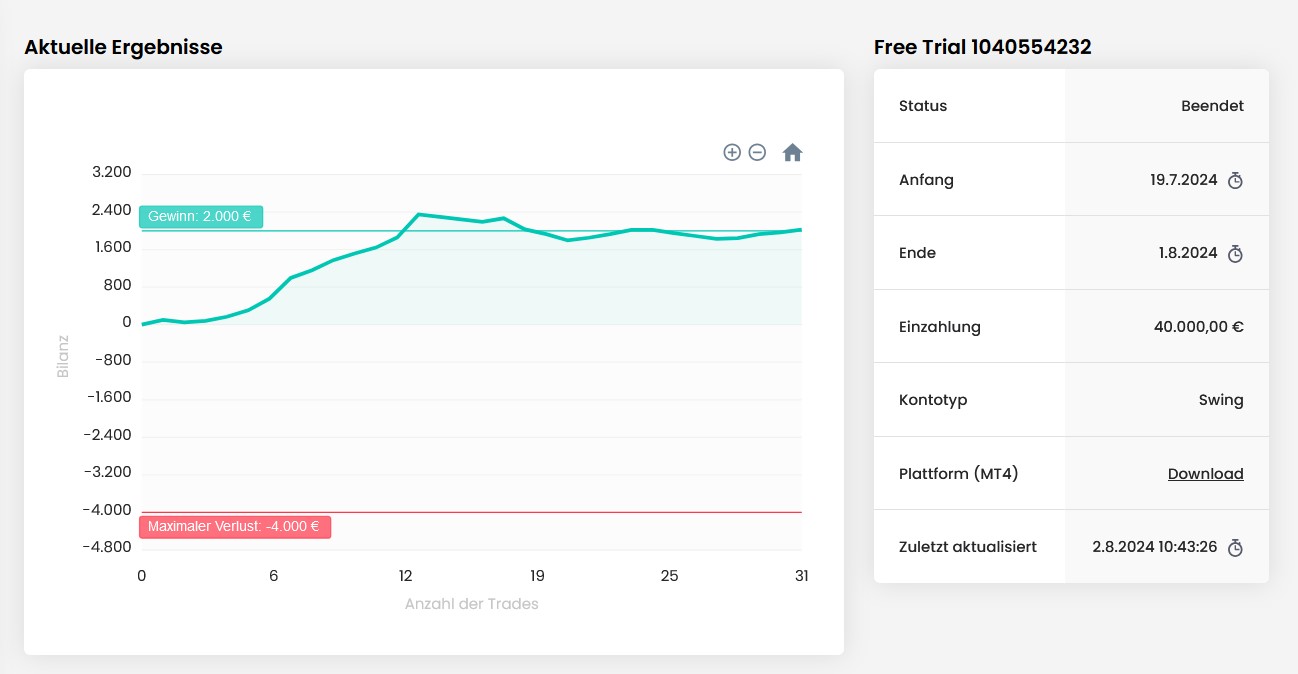 Aktuelle Ergebnisse
3.200
2.400
Gewinn: 2.000 €
1.600
800
0
-800
-1.600
-2.400
-3.200
-4.000
Maximaler Verlust: -4.000 €
-4.800
Bilanz
0 6 12 19 25 31
Anzahl der Trades
Free Trial 1040554232
Status Beendet
Anfang 19.7.2024
Ende 1.8.2024
Einzahlung 40.000,00 €
Kontotyp Swing
Plattform (MT4) Download
Zuletzt aktualisiert 2.8.2024 10:43:26